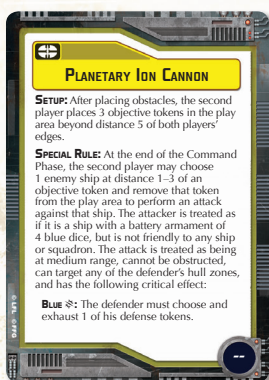 PLANETARY ION CANNON
SETUP: After placing obstacles, the second
player places 3 objective tokens in the play
area beyond distance 5 of both players'
edges.
SPECIAL RULE: At the end of the Command
Phase, the second player may choose
1 enemy ship at distance 1–3 of an
objective token and remove that token
from the play area to perform an attack
against that ship. The attacker is treated as
if it is a ship with a battery armament of
4 blue dice, but is not friendly to any ship
or squadron. The attack is treated as being
at medium range, cannot be obstructed,
can target any of the defender's hull zones,
and has the following critical effect:
BLUE : The defender must choose and
exhaust 1 of his defense tokens.
© LFL © FFG
--